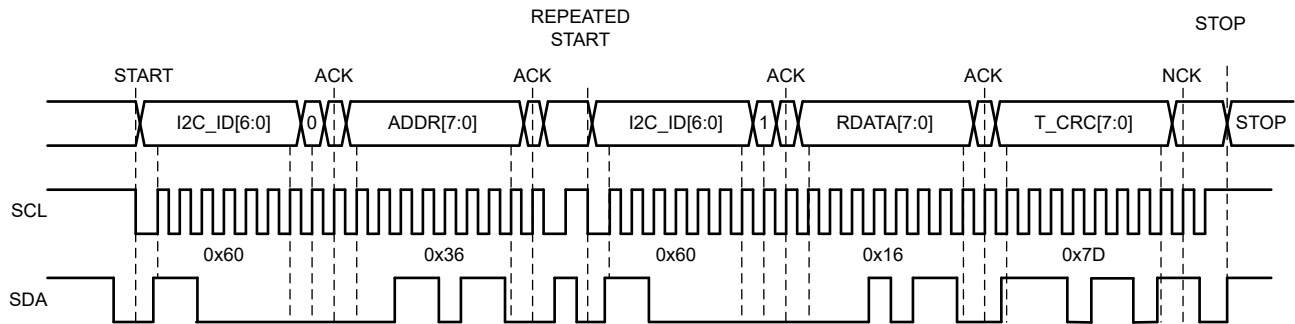 REPEATED
START
STOP
START ACK ACK ACK ACK NCK
I2C_ID[6:0] 0 ADDR[7:0] I2C_ID[6:0] 1 RDATA[7:0] T_CRC[7:0] STOP
SCL
0x60 0x36 0x60 0x16 0x7D
SDA